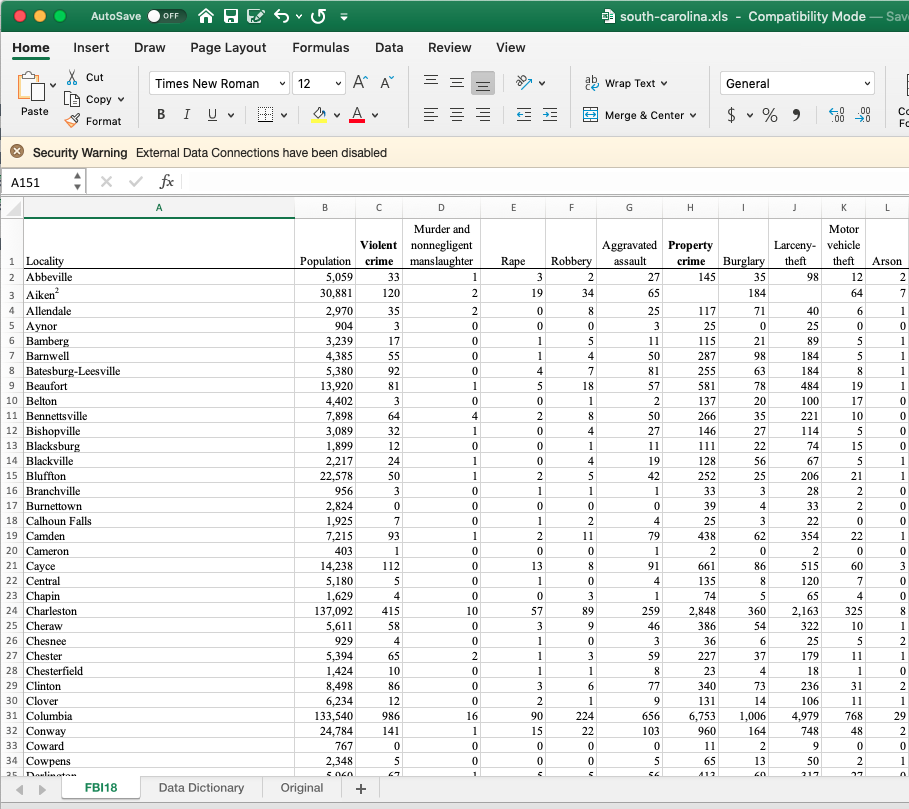 AutoSave OFF south-carolina.xls - Compatibility Mode — Sav
Home Insert Draw Page Layout Formulas Data Review View
Paste Cut Copy Format Times New Roman 12 A A B I U A ab Wrap Text Merge & Center General $ % 9 .00 .00
Security Warning External Data Connections have been disabled
A151 fx
A B C D E F G H I J K L
1 Locality Population Violent crime Murder and nonnegligent manslaughter Rape Robbery Aggravated assault Property crime Burglary Larceny-theft Motor vehicle theft Arson
2 Abbeville 5,059 33 1 3 2 27 145 35 98 12 2
3 Aiken2 30,881 120 2 19 34 65 184 64 7
4 Allendale 2,970 35 2 0 8 25 117 71 40 6 1
5 Aynor 904 3 0 0 0 3 25 0 25 0 0
6 Bamberg 3,239 17 0 1 5 11 115 21 89 5 1
7 Barnwell 4,385 55 0 1 4 50 287 98 184 5 1
8 Batesburg-Leesville 5,380 92 0 4 7 81 255 63 184 8 1
9 Beaufort 13,920 81 1 5 18 57 581 78 484 19 1
10 Belton 4,402 3 0 0 1 2 137 20 100 17 0
11 Bennettsville 7,898 64 4 2 8 50 266 35 221 10 0
12 Bishopville 3,089 32 1 0 4 27 146 27 114 5 0
13 Blacksburg 1,899 12 0 0 1 11 111 22 74 15 0
14 Blackville 2,217 24 1 0 4 19 128 56 67 5 1
15 Bluffton 22,578 50 1 2 5 42 252 25 206 21 1
16 Branchville 956 3 0 1 1 1 33 3 28 2 0
17 Burnettown 2,824 0 0 0 0 0 39 4 33 2 0
18 Calhoun Falls 1,925 7 0 1 2 4 25 3 22 0 0
19 Camden 7,215 93 1 2 11 79 438 62 354 22 1
20 Cameron 403 1 0 0 0 1 2 0 2 0 0
21 Cayce 14,238 112 0 13 8 91 661 86 515 60 3
22 Central 5,180 5 0 1 0 4 135 8 120 7 0
23 Chapin 1,629 4 0 0 3 1 74 5 65 4 0
24 Charleston 137,092 415 10 57 89 259 2,848 360 2,163 325 8
25 Cheraw 5,611 58 0 3 9 46 386 54 322 10 1
26 Chesnee 929 4 0 1 0 3 36 6 25 5 2
27 Chester 5,394 65 2 1 3 59 227 37 179 11 1
28 Chesterfield 1,424 10 0 1 1 8 23 4 18 1 0
29 Clinton 8,498 86 0 3 6 77 340 73 236 31 2
30 Clover 6,234 12 0 2 1 9 131 14 106 11 1
31 Columbia 133,540 986 16 90 224 656 6,753 1,006 4,979 768 29
32 Conway 24,784 141 1 15 22 103 960 164 748 48 2
33 Coward 767 0 0 0 0 0 11 2 9 0 0
34 Cowpens 2,348 5 0 0 0 5 65 13 50 2 1
FBI18 Data Dictionary Original +